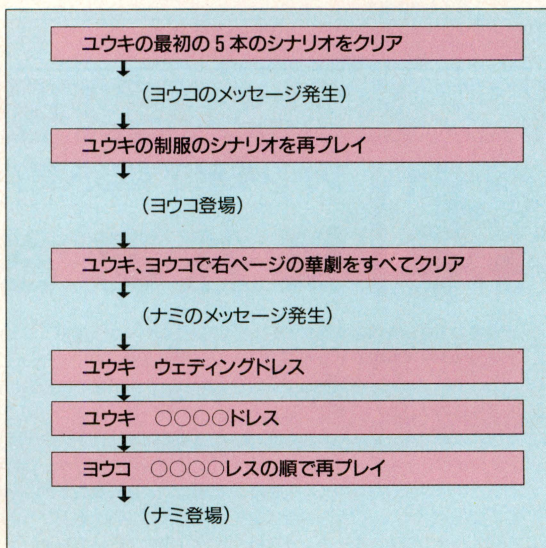 ユウキの最初の5本のシナリオをクリア
(ヨウコのメッセージ発生)
ユウキの制服のシナリオを再プレイ
(ヨウコ登場)
ユウキ、ヨウコで右ページの華劇をすべてクリア
(ナミのメッセージ発生)
ユウキ ウェディングドレス
ユウキ ○○○○ドレス
ヨウコ ○○○○レスの順で再プレイ
(ナミ登場)